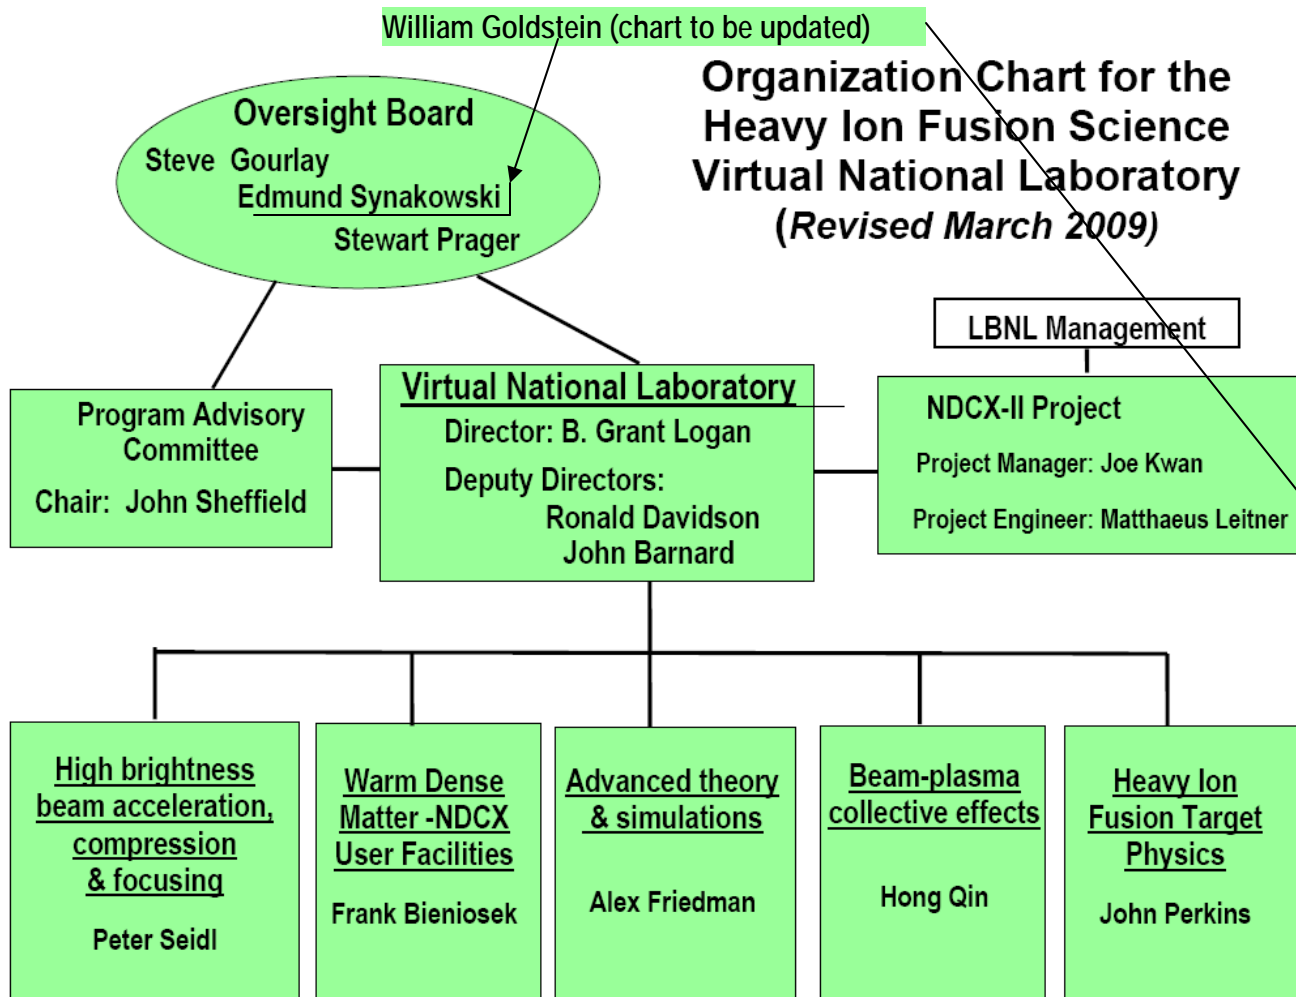 William Goldstein (chart to be updated)
Organization Chart for the
Heavy Ion Fusion Science
Virtual National Laboratory
(Revised March 2009)
Oversight Board
Steve Gourlay
Edmund Synakowski
Stewart Prager
LBNL Management
Program Advisory
Committee
Chair: John Sheffield
Virtual National Laboratory
Director: B. Grant Logan
Deputy Directors:
Ronald Davidson
John Barnard
NDCX-II Project
Project Manager: Joe Kwan
Project Engineer: Matthaeus Leitner
High brightness
beam acceleration,
compression
& focusing
Peter Seidl
Warm Dense
Matter -NDCX
User Facilities
Frank Bieniosek
Advanced theory
& simulations
Alex Friedman
Beam-plasma
collective effects
Hong Qin
Heavy Ion
Fusion Target
Physics
John Perkins